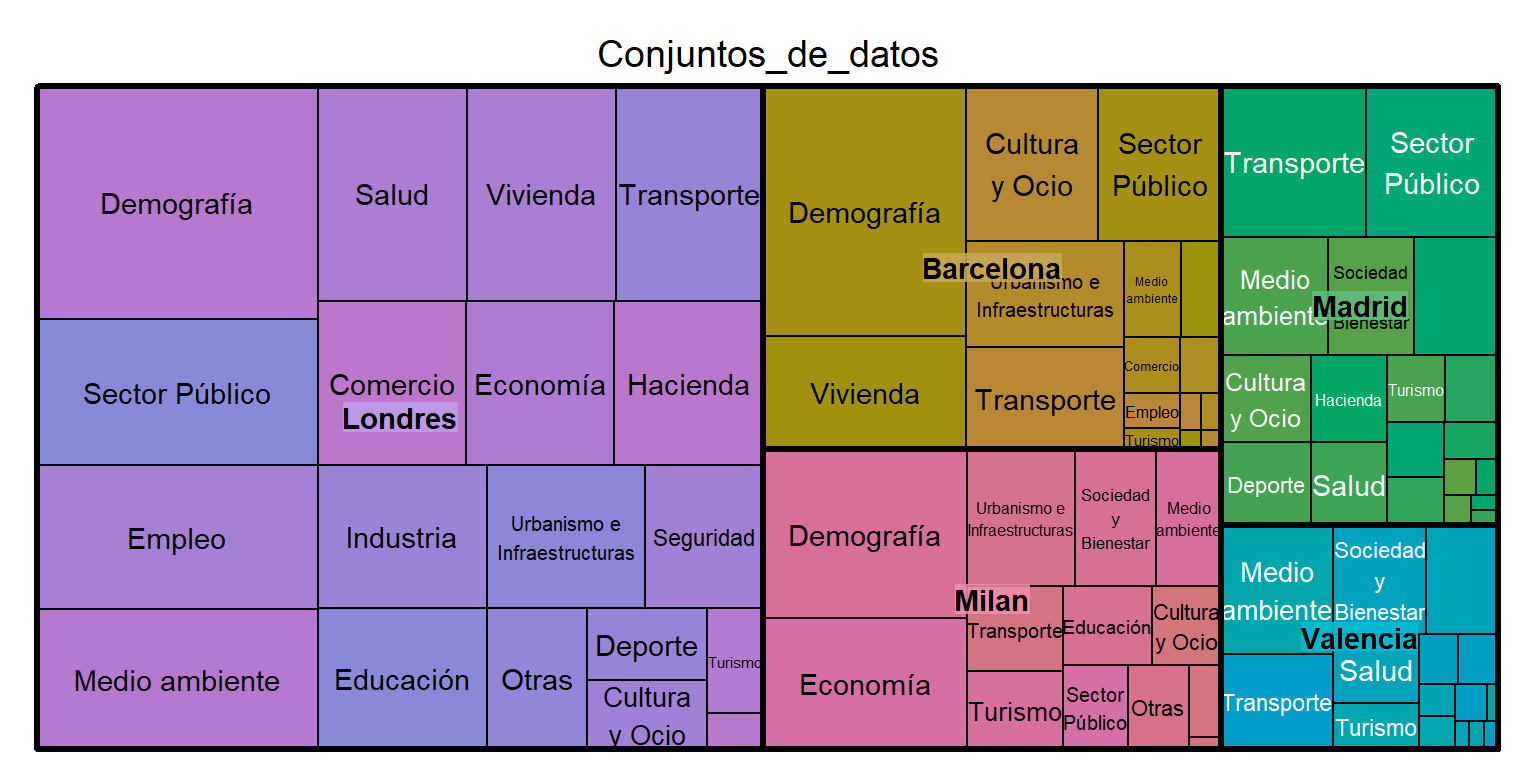 Conjuntos_de_datos
Demografía
Salud
Vivienda
Transporte
Sector Público
Comercio
Economía
Hacienda
Londres
Empleo
Industria
Urbanismo e
Infraestructuras
Seguridad
Medio ambiente
Educación
Otras
Deporte
Cultura
y Ocio
Turismo
Demografía
Cultura
y Ocio
Sector
Público
Barcelona
Urbanismo e
Infraestructuras
Medio
ambiente
Vivienda
Transporte
Comercio
Empleo
Turismo
Demografía
Urbanismo e
Infraestructuras
Sociedad
y
Bienestar
Medio
ambiente
Milan
Transporte
Educación
Cultura
y Ocio
Economía
Turismo
Sector
Público
Otras
Transporte
Sector
Público
Medio
ambiente
Sociedad
Bienestar
Madrid
Cultura
y Ocio
Hacienda
Turismo
Deporte
Salud
Medio
ambiente
Sociedad
y
Bienestar
Valencia
Transporte
Salud
Turismo